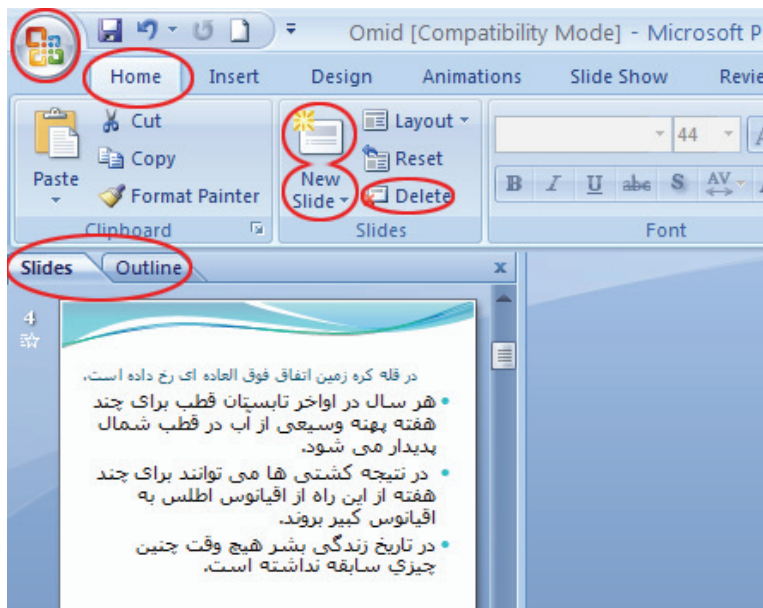 Omid [Compatibility Mode] - Microsoft P
Home Insert Design Animations Slide Show Revie
Paste
Cut
Copy
Format Painter
Clipboard
New
Slide
Layout
Reset
Delete
Slides
44
B I U abe S AV
Font
Slides Outline x
4
در قله کره زمین اتفاق فوق العاده ای رخ داده است.
• هر سال در اواخر تابستان قطب برای چند
هفته پهنه وسیعی از آب در قطب شمال
پدیدار می شود.
• در نتیجه کشتی ها می توانند برای چند
هفته از این راه از اقیانوس اطلس به
اقیانوس کبیر بروند.
• در تاریخ زندگی بشر هیچ وقت چنین
چیزي سابقه نداشته است.